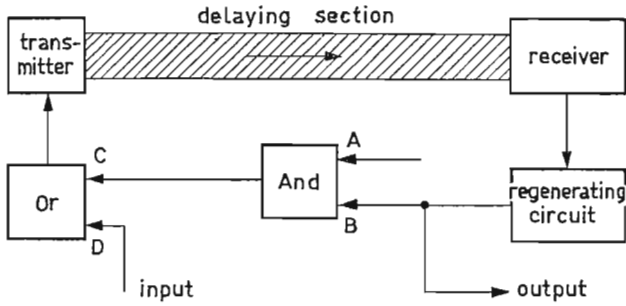 delaying section
trans-
mitter
receiver
A
C
And
Or
B
D
regenerating
circuit
input
output